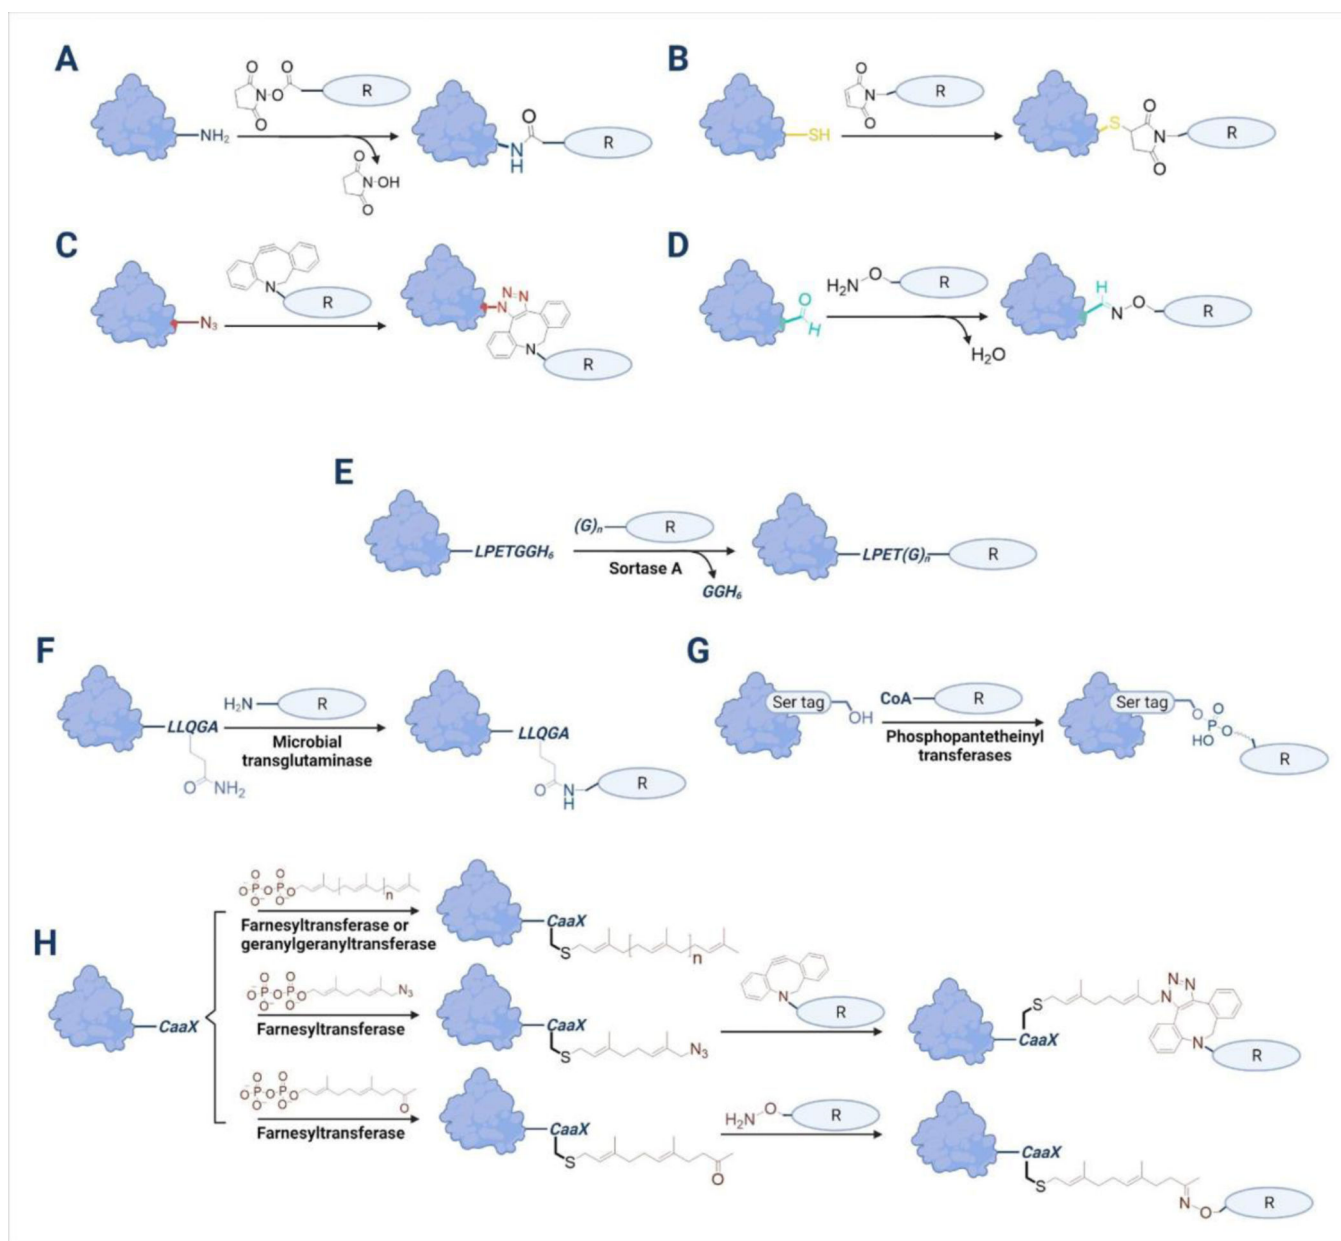 A
O
O
N
O
O
R
NH₂
O
N
H
R
O
N
OH
O
B
O
N
O
R
SH
S
O
N
O
R
C
N
R
N₃
N
N
N
N
R
D
H₂N
O
R
O
H
H₂O
H
N
O
R
E
(G)ₙ
R
LPETGGH₆
Sortase A
GGH₆
LPET(G)ₙ
R
F
H₂N
R
LLQGA
Microbial
transglutaminase
O
NH₂
LLQGA
O
N
H
R
G
Ser tag
OH
CoA
R
Phosphopantetheinyl
transferases
Ser tag
O
O
P
HO
O
R
H
CaaX
O O
⁻O P O P O
O⁻ O⁻
n
Farnesyltransferase or
geranylgeranyltransferase
CaaX
S
n
O O
⁻O P O P O
O⁻ O⁻
N₃
Farnesyltransferase
CaaX
S
N₃
N
R
CaaX
S
N
N
N
N
R
O O
⁻O P O P O
O⁻ O⁻
O
Farnesyltransferase
CaaX
S
O
H₂N
O
R
CaaX
S
N
O
R